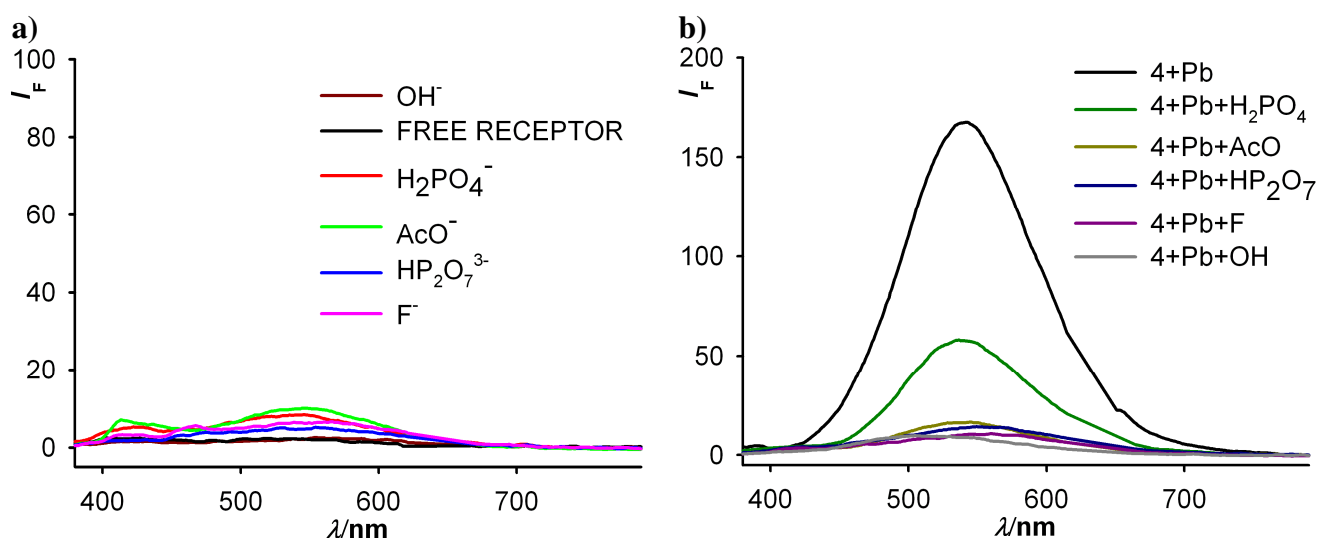 a)
100
80
60
40
20
0
I_F
400 500 600 700
λ/nm
OH⁻
FREE RECEPTOR
H₂PO₄⁻
AcO⁻
HP₂O₇³⁻
F⁻
b)
200
150
100
50
0
I_F
400 500 600 700
λ/nm
4+Pb
4+Pb+H₂PO₄
4+Pb+AcO
4+Pb+HP₂O₇
4+Pb+F
4+Pb+OH